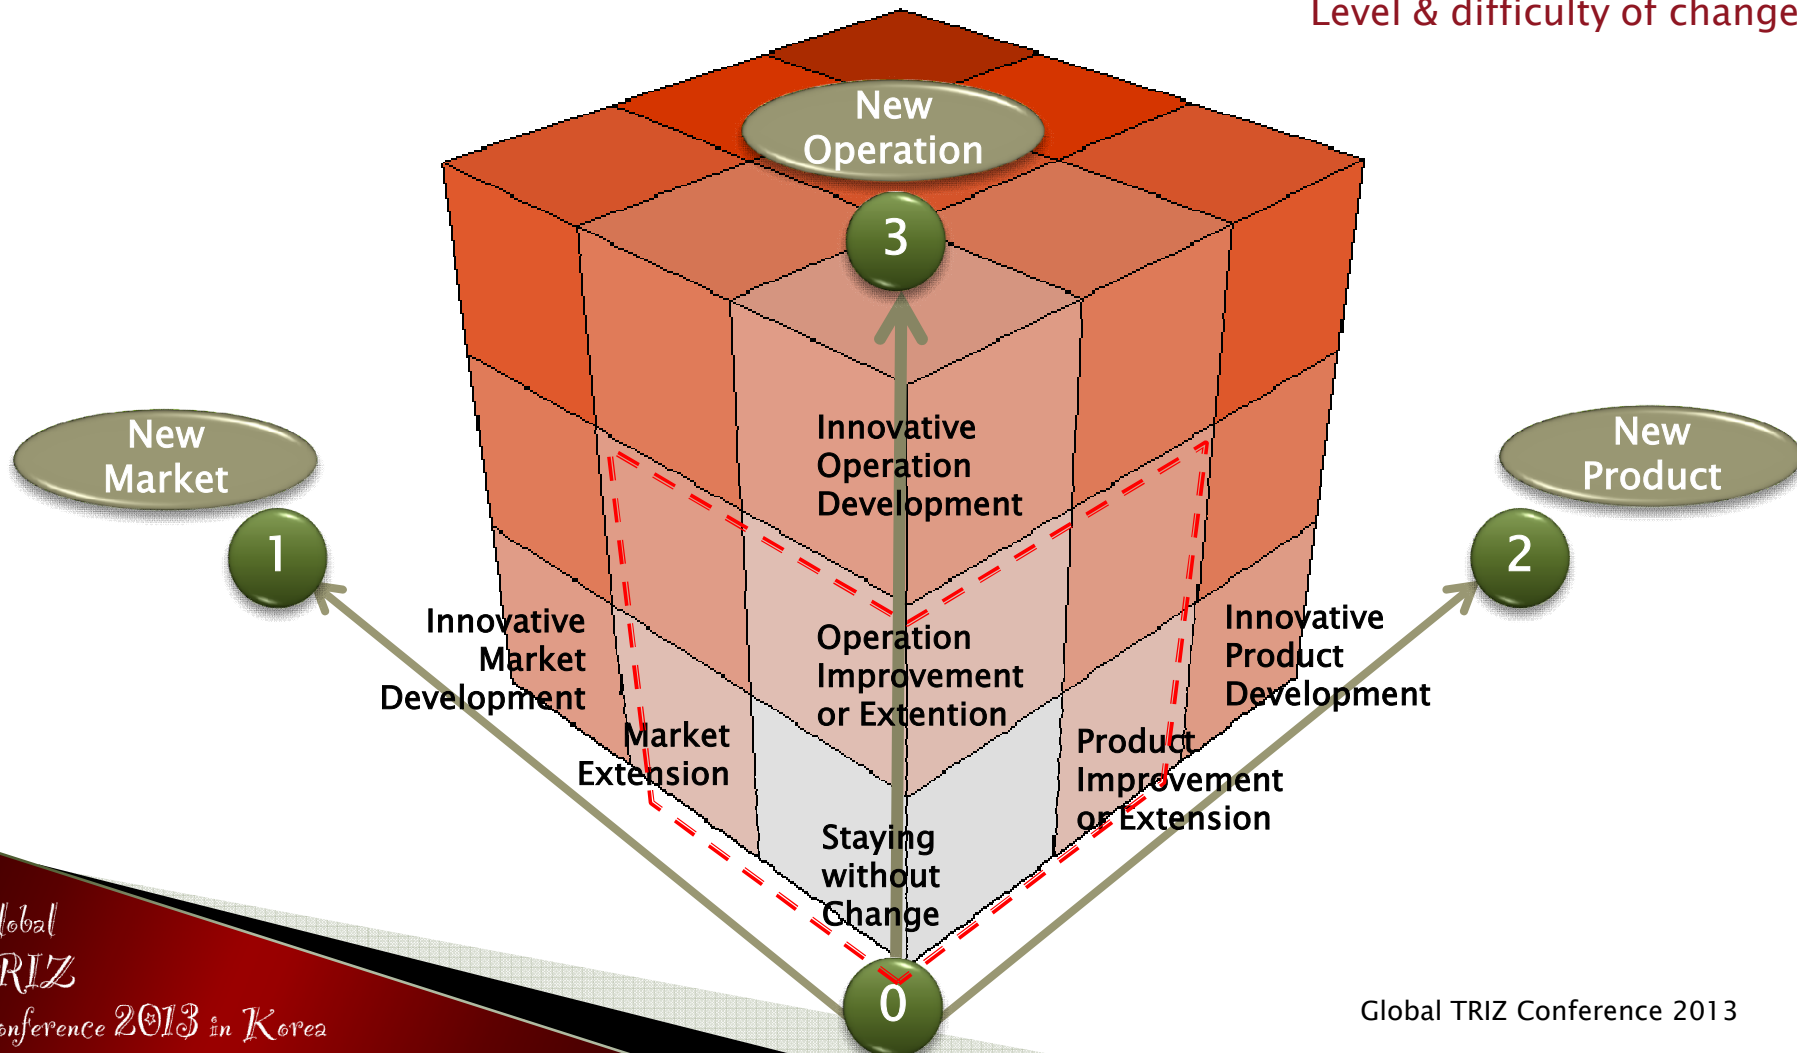 Level & difficulty of change
New
Operation
3
New
Market
1
New
Product
2
Innovative
Operation
Development
Innovative
Market
Development
Operation
Improvement
or Extention
Innovative
Product
Development
Market
Extension
Product
Improvement
or Extension
Staying
without
Change
0
lobal
RIZ
onference 2013 in Korea
Global TRIZ Conference 2013